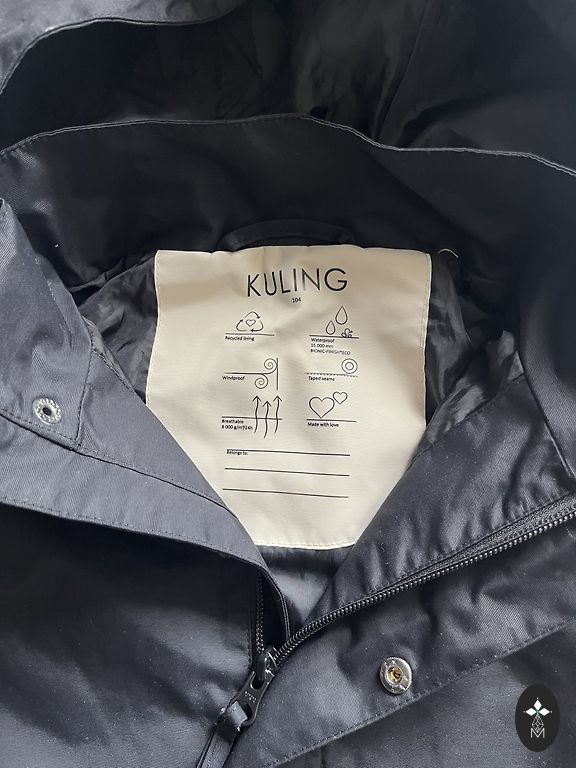 KULING
104
Recycled lining
Waterproof
15 000 mm
BIONIC-FINISH®ECO
Windproof
Taped seams
Breathable
8 000 g/m²/24h
Made with love
Belongs to:
M